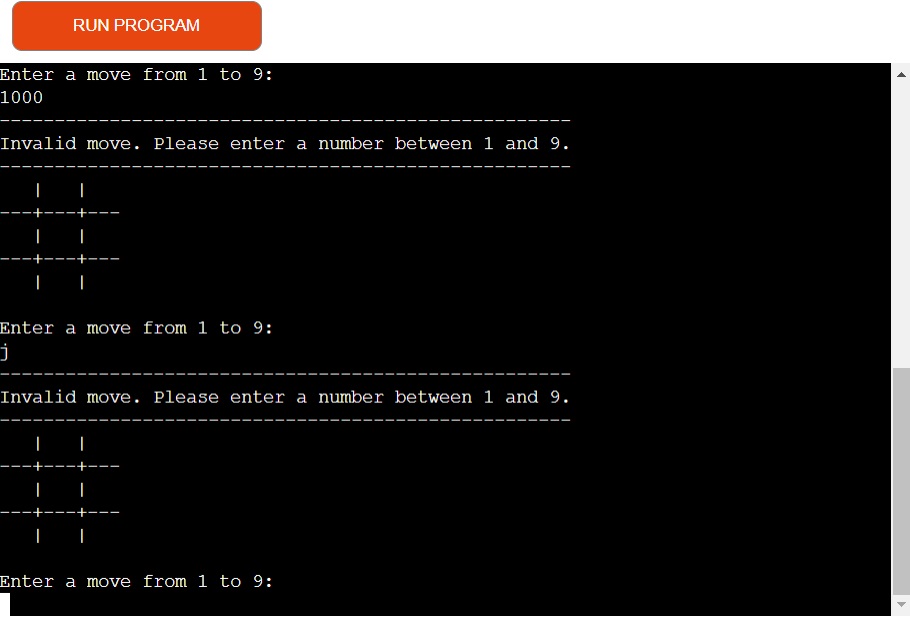 RUN PROGRAM
Enter a move from 1 to 9:
1000
----------------------------------------------------
Invalid move. Please enter a number between 1 and 9.
----------------------------------------------------
   |   |
---+---+---
   |   |
---+---+---
   |   |
Enter a move from 1 to 9:
j
----------------------------------------------------
Invalid move. Please enter a number between 1 and 9.
----------------------------------------------------
   |   |
---+---+---
   |   |
---+---+---
   |   |
Enter a move from 1 to 9: